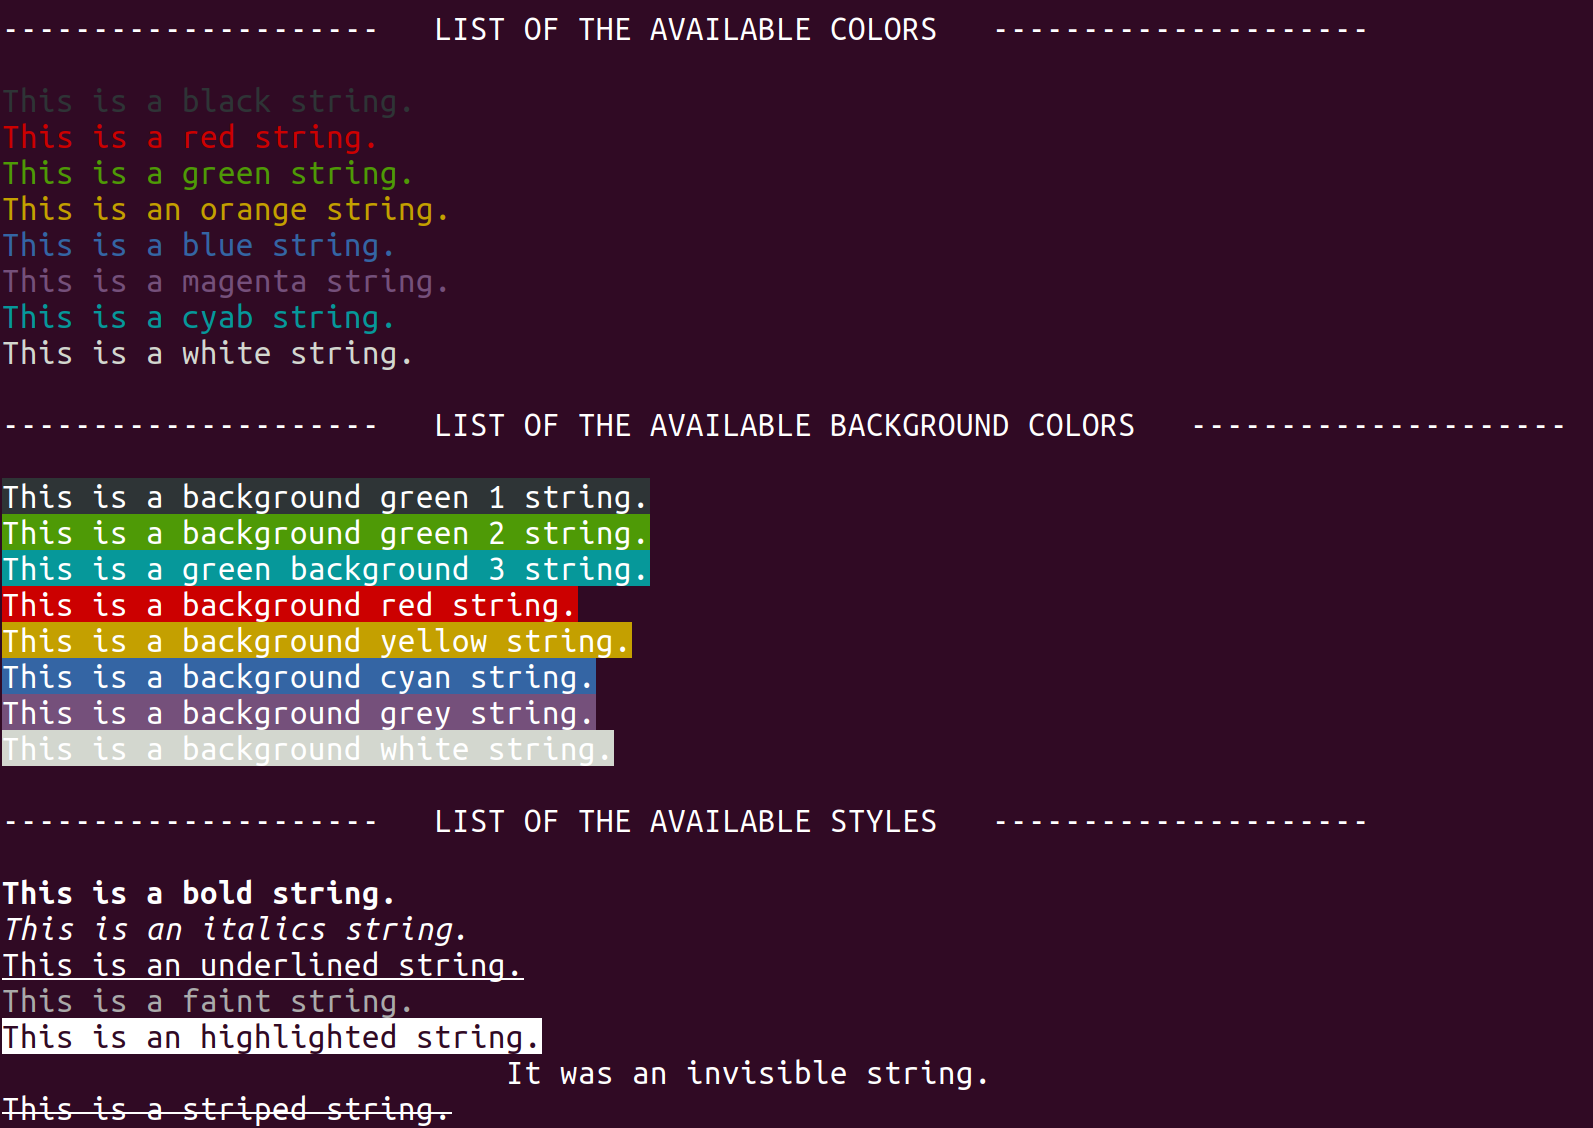 ---------------------   LIST OF THE AVAILABLE COLORS   ---------------------
This is a black string.
This is a red string.
This is a green string.
This is an orange string.
This is a blue string.
This is a magenta string.
This is a cyab string.
This is a white string.
---------------------   LIST OF THE AVAILABLE BACKGROUND COLORS   ---------------------
This is a background green 1 string.
This is a background green 2 string.
This is a green background 3 string.
This is a background red string.
This is a background yellow string.
This is a background cyan string.
This is a background grey string.
This is a background white string.
---------------------   LIST OF THE AVAILABLE STYLES   ---------------------
This is a bold string.
This is an italics string.
This is an underlined string.
This is a faint string.
This is an highlighted string.
It was an invisible string.
This is a striped string.